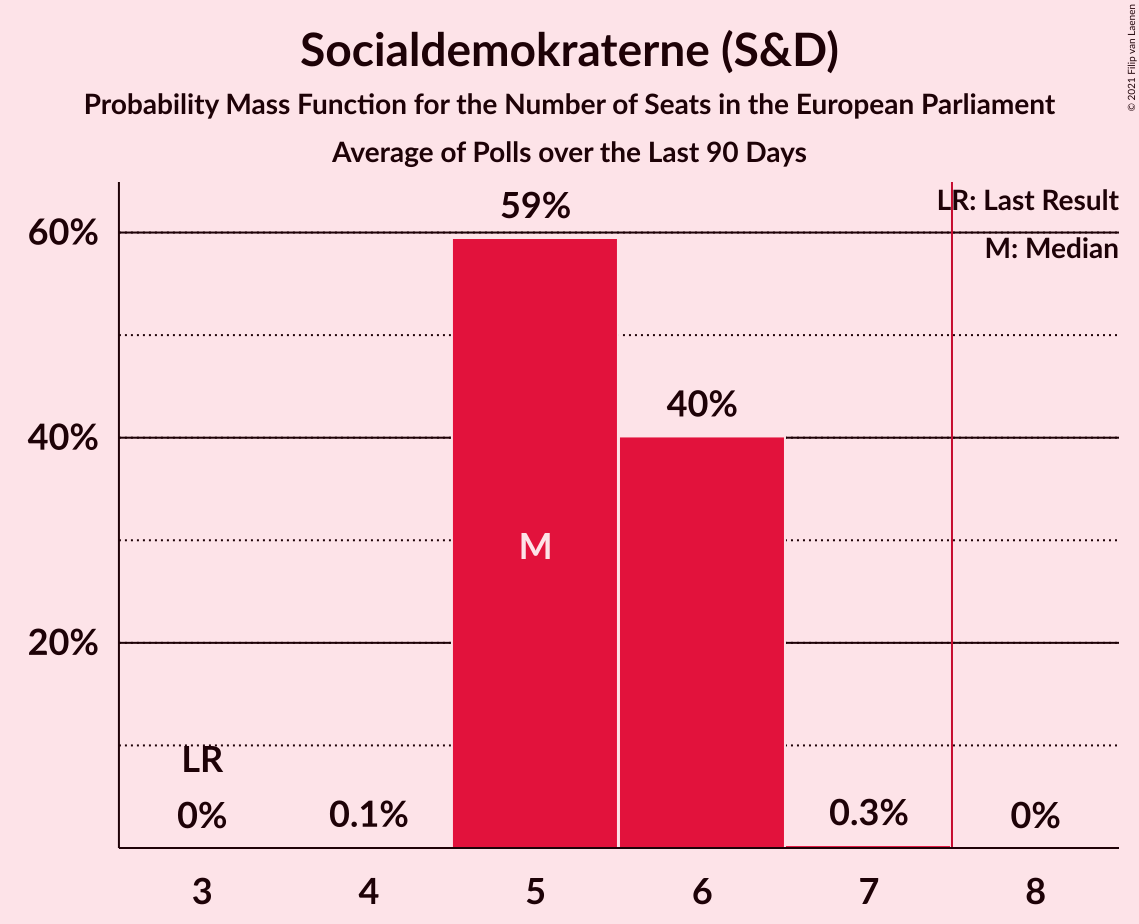 Socialdemokraterne (S&D)
Probability Mass Function for the Number of Seats in the European Parliament
Average of Polls over the Last 90 Days
© 2021 Filip van Laenen
LR: Last Result
M: Median
60%
40%
20%
59%
40%
M
LR
0%
0.1%
0.3%
0%
3
4
5
6
7
8